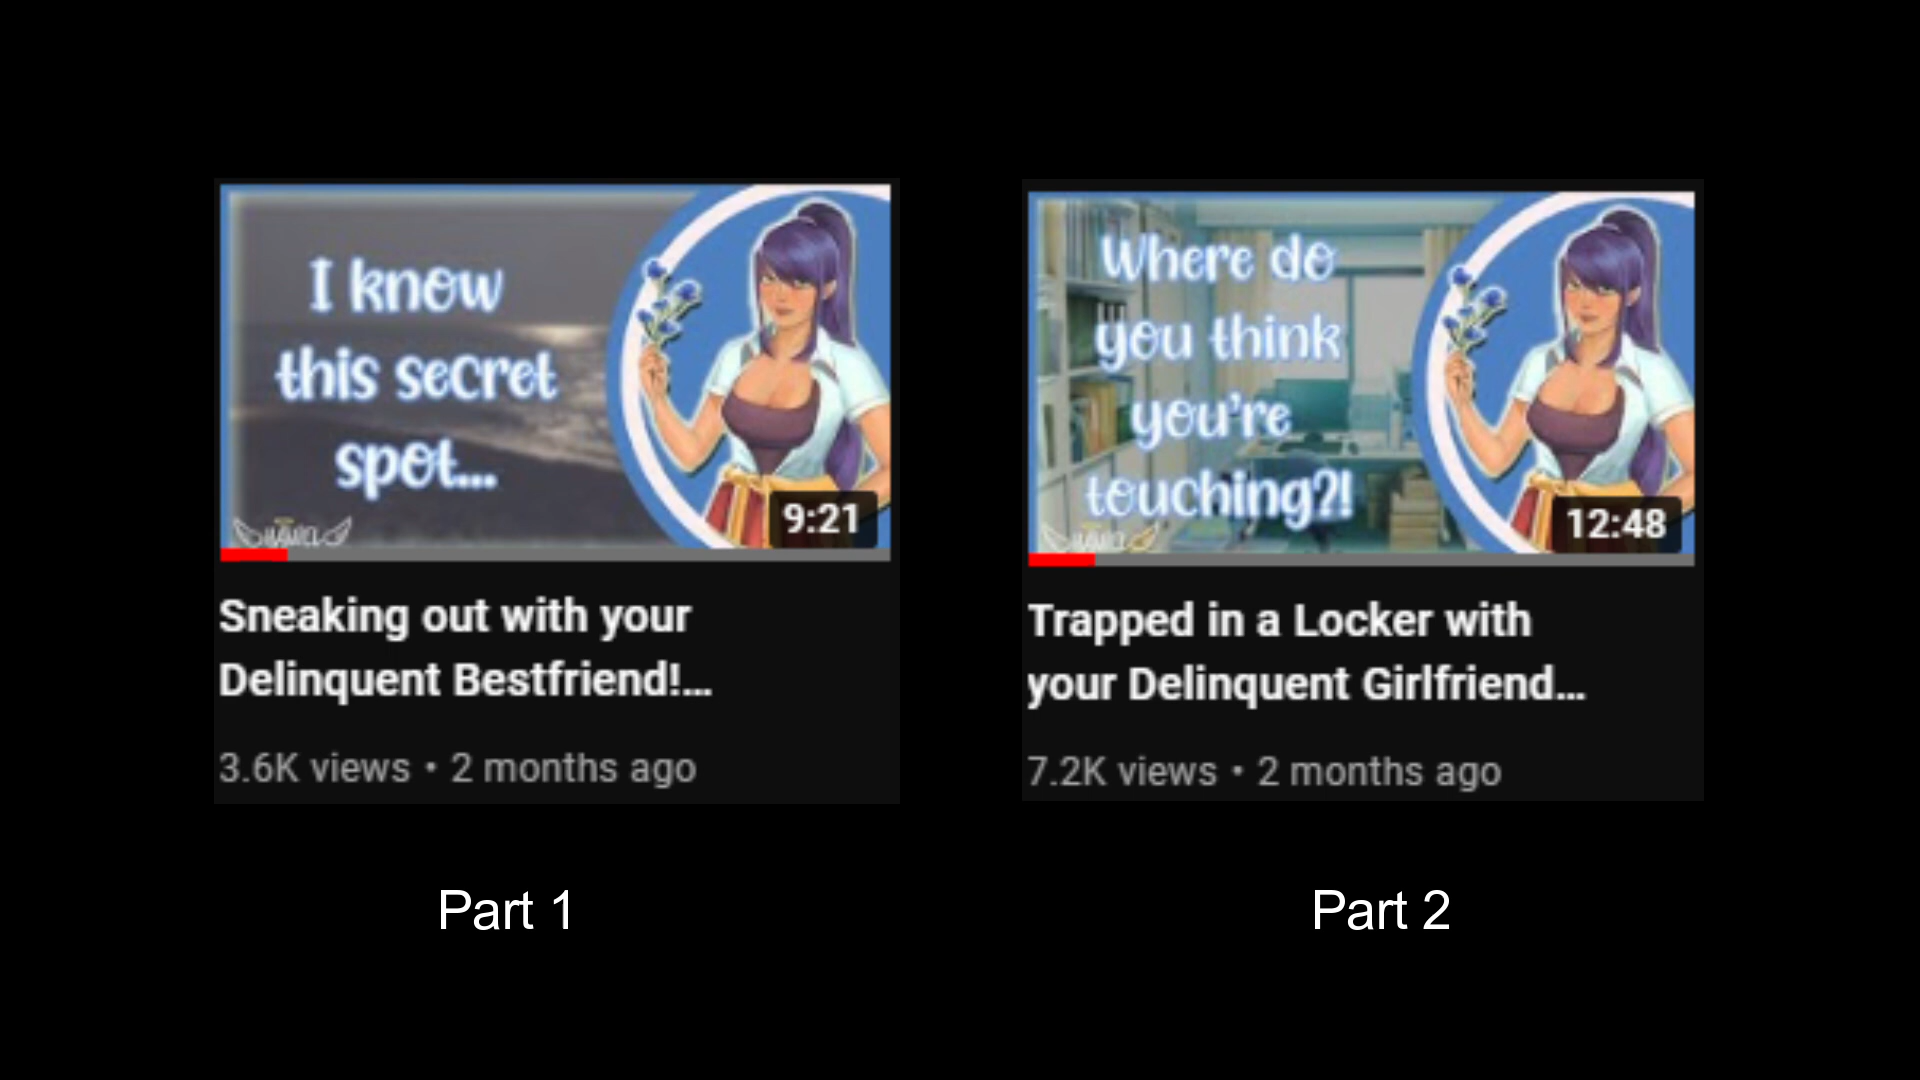 I know
this secret
spot...
9:21
Sneaking out with your
Delinquent Bestfriend!...
3.6K views • 2 months ago
Part 1
Where do
you think
you're
touching?!
12:48
Trapped in a Locker with
your Delinquent Girlfriend...
7.2K views • 2 months ago
Part 2